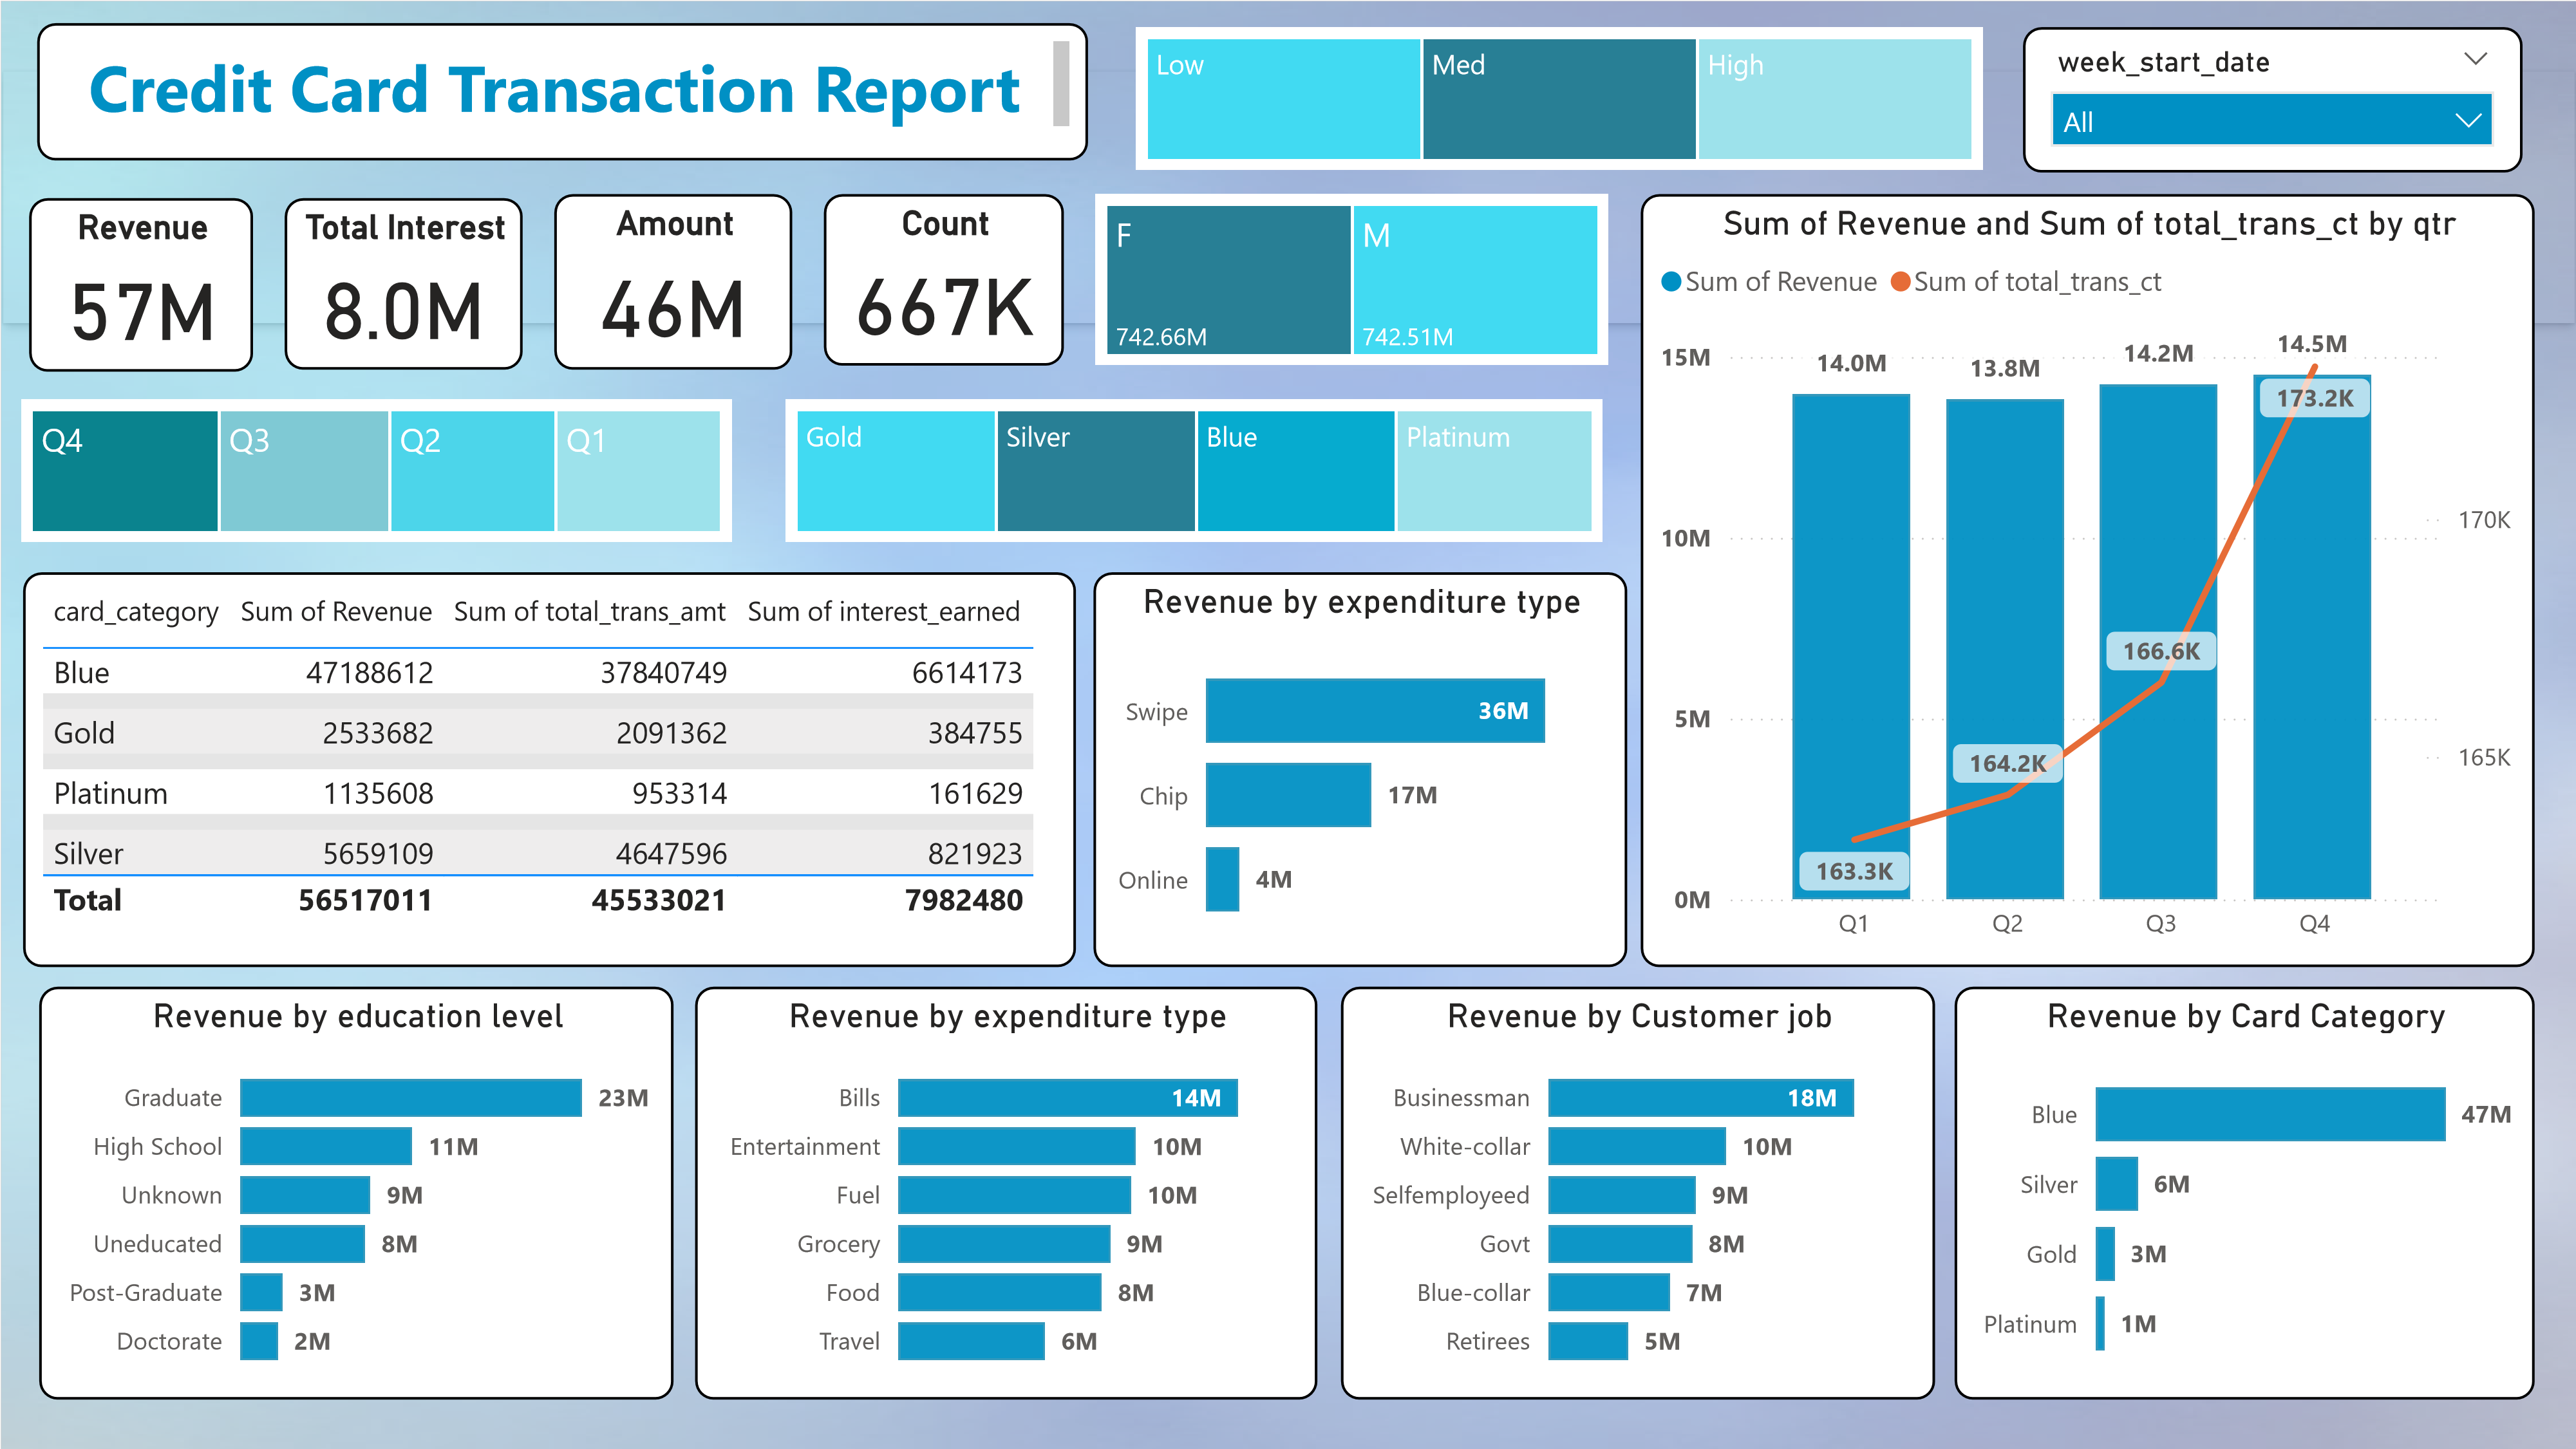 Credit Card Transaction Report
Low
Med
High
week_start_date
All
Revenue
57M
Total Interest
8.0M
Amount
46M
Count
667K
F
742.66M
M
742.51M
Q4
Q3
Q2
Q1
Gold
Silver
Blue
Platinum
card_category Sum of Revenue Sum of total_trans_amt Sum of interest_earned
Blue 47188612 37840749 6614173
Gold 2533682 2091362 384755
Platinum 1135608 953314 161629
Silver 5659109 4647596 821923
Total 56517011 45533021 7982480
Revenue by expenditure type
Swipe 36M
Chip 17M
Online 4M
Sum of Revenue and Sum of total_trans_ct by qtr
Sum of Revenue Sum of total_trans_ct
15M
10M
5M
0M
14.0M
13.8M
14.2M
14.5M
163.3K
164.2K
166.6K
173.2K
170K
165K
Q1 Q2 Q3 Q4
Revenue by education level
Graduate 23M
High School 11M
Unknown 9M
Uneducated 8M
Post-Graduate 3M
Doctorate 2M
Revenue by expenditure type
Bills 14M
Entertainment 10M
Fuel 10M
Grocery 9M
Food 8M
Travel 6M
Revenue by Customer job
Businessman 18M
White-collar 10M
Selfemployeed 9M
Govt 8M
Blue-collar 7M
Retirees 5M
Revenue by Card Category
Blue 47M
Silver 6M
Gold 3M
Platinum 1M